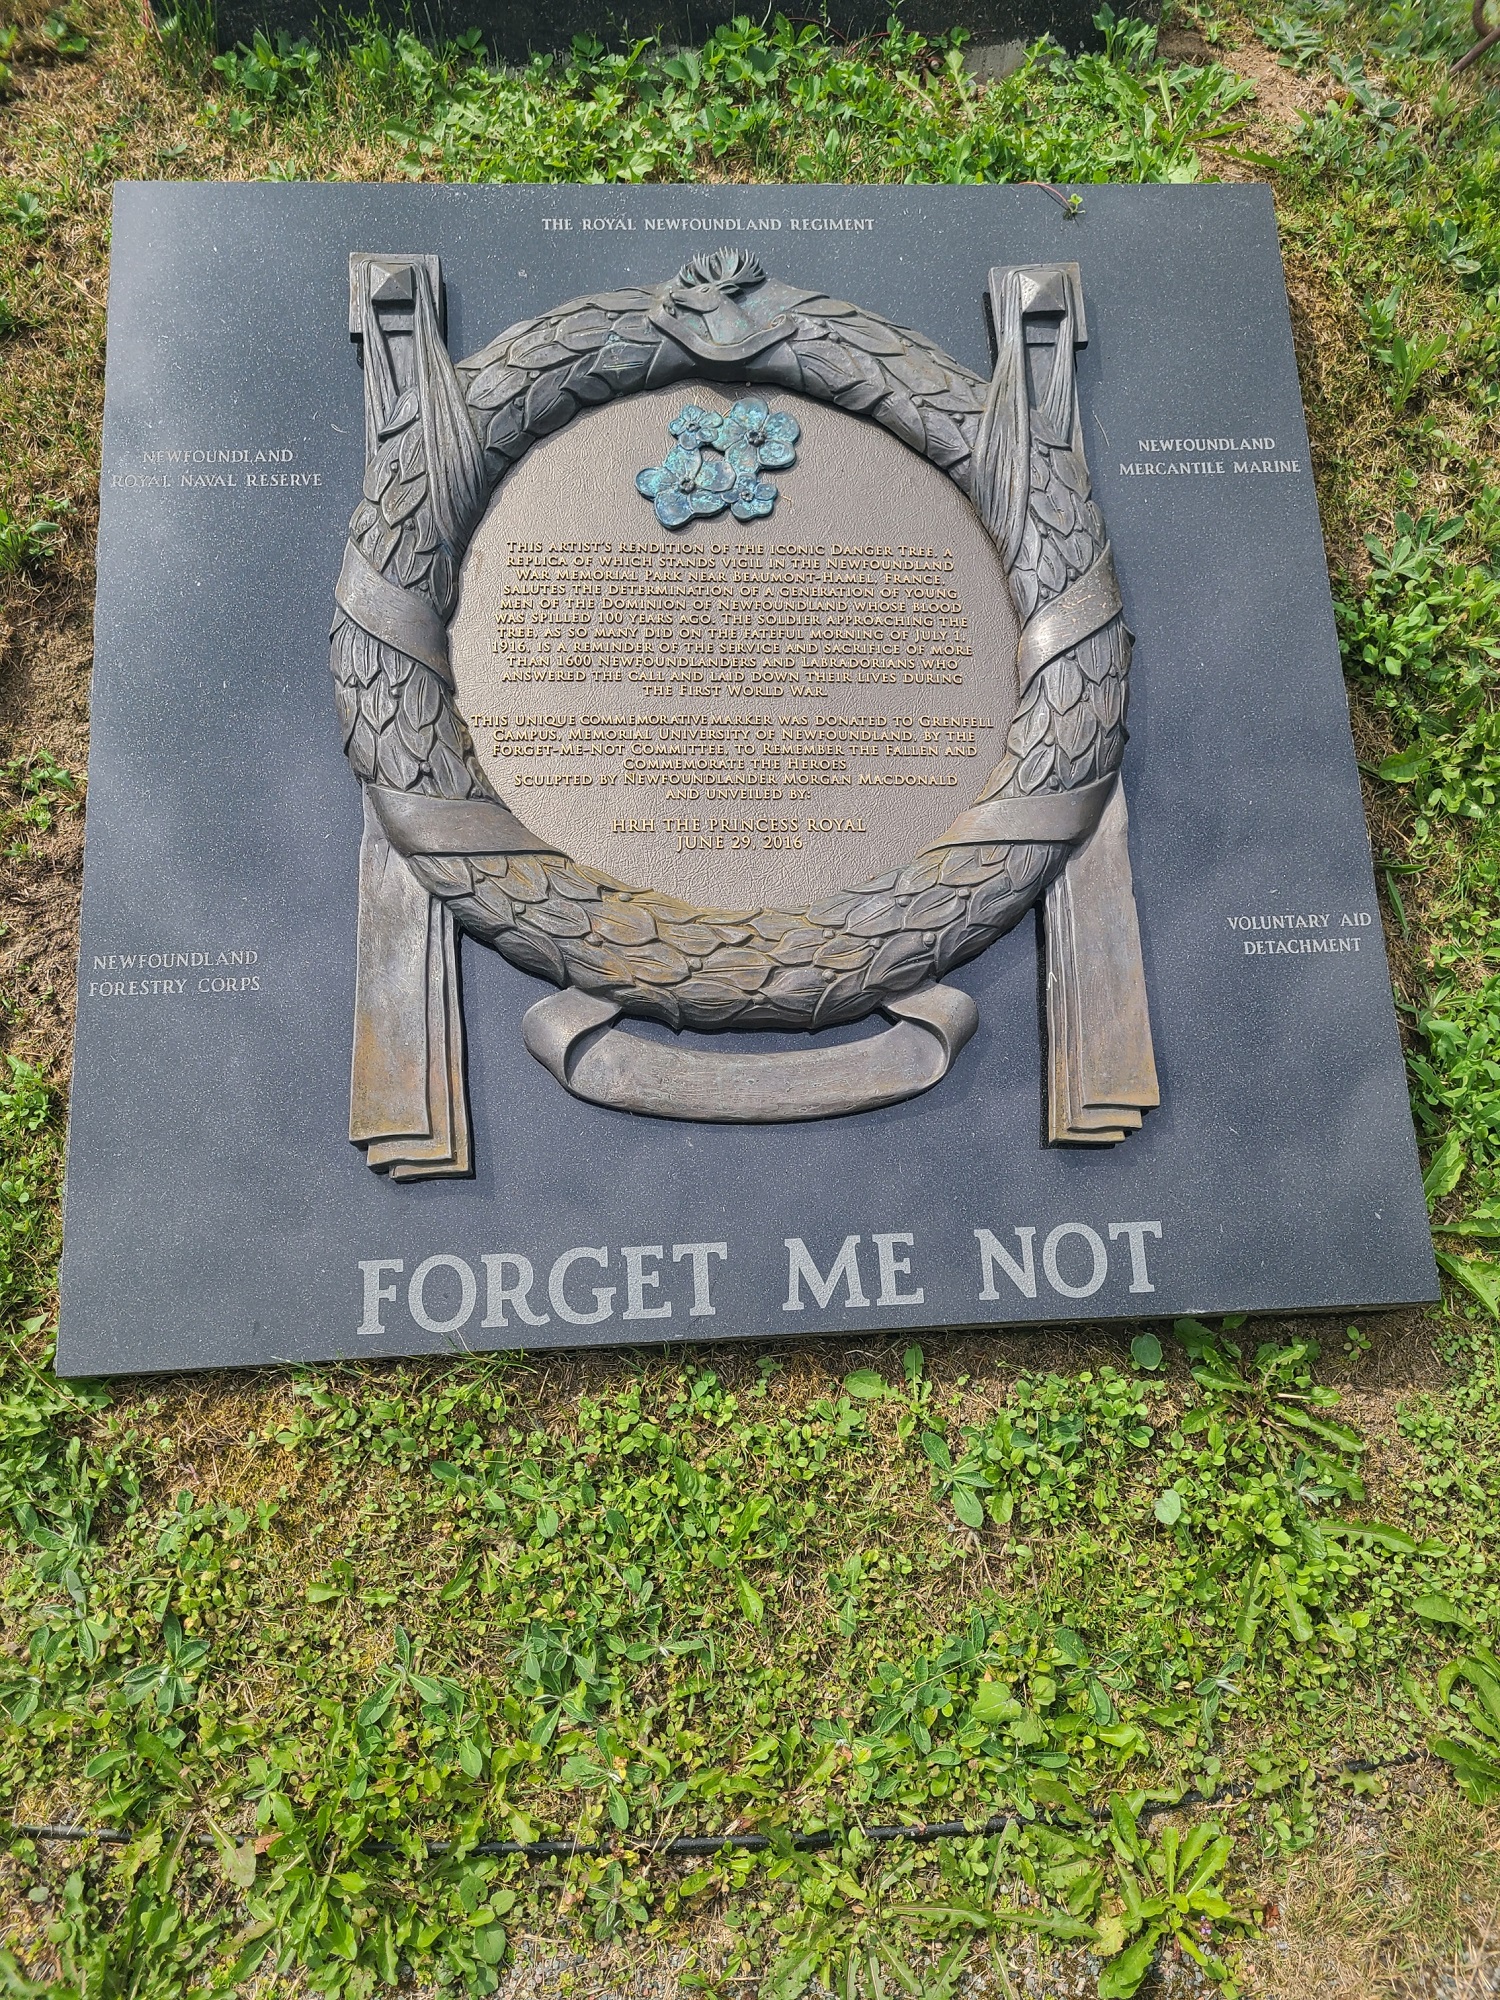 THE ROYAL NEWFOUNDLAND REGIMENT
NEWFOUNDLAND
ROYAL NAVAL RESERVE
NEWFOUNDLAND
MERCANTILE MARINE
THIS ARTIST'S RENDITION OF THE ICONIC DANGER TREE, A
REPLICA OF WHICH STANDS VIGIL IN THE NEWFOUNDLAND
WAR MEMORIAL PARK NEAR BEAUMONT-HAMEL, FRANCE,
SALUTES THE DETERMINATION OF A GENERATION OF YOUNG
MEN OF THE DOMINION OF NEWFOUNDLAND WHOSE BLOOD
WAS SPILLED 100 YEARS AGO. THE SOLDIER APPROACHING THE
TREE, AS SO MANY DID ON THE FATEFUL MORNING OF JULY 1,
1916, IS A REMINDER OF THE SERVICE AND SACRIFICE OF MORE
THAN 1600 NEWFOUNDLANDERS AND LABRADORIANS WHO
ANSWERED THE CALL AND LAID DOWN THEIR LIVES DURING
THE FIRST WORLD WAR.
THIS UNIQUE COMMEMORATIVE MARKER WAS DONATED TO GRENFELL
CAMPUS, MEMORIAL UNIVERSITY OF NEWFOUNDLAND, BY THE
FORGET-ME-NOT COMMITTEE, TO REMEMBER THE FALLEN AND
COMMEMORATE THE HEROES
SCULPTED BY NEWFOUNDLANDER MORGAN MACDONALD
AND UNVEILED BY:
HRH THE PRINCESS ROYAL
JUNE 29, 2016
NEWFOUNDLAND
FORESTRY CORPS
VOLUNTARY AID
DETACHMENT
FORGET ME NOT